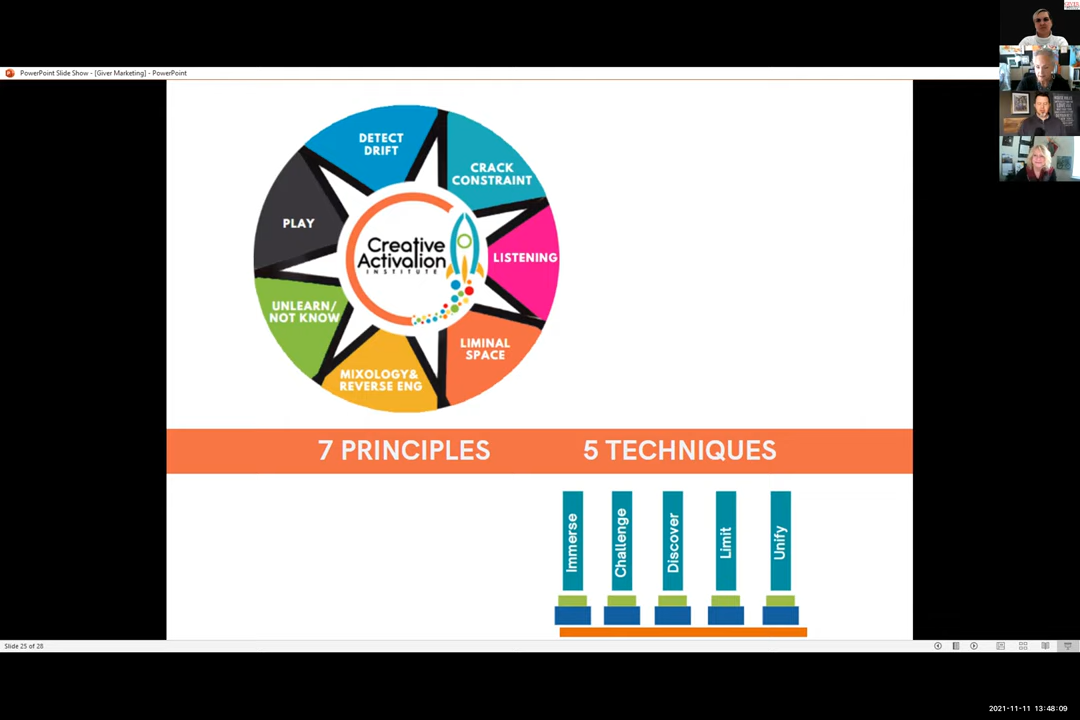 GIVER
PowerPoint Slide Show - [Giver Marketing] - PowerPoint
DETECT
DRIFT
CRACK
CONSTRAINT
LISTENING
LIMINAL
SPACE
MIXOLOGY&
REVERSE ENG
UNLEARN/
NOT KNOW
PLAY
Creative
Activation
INSTITUTE
7 PRINCIPLES
5 TECHNIQUES
Immerse
Challenge
Discover
Limit
Unify
Slide 25 of 28
2021-11-11 13:48:09